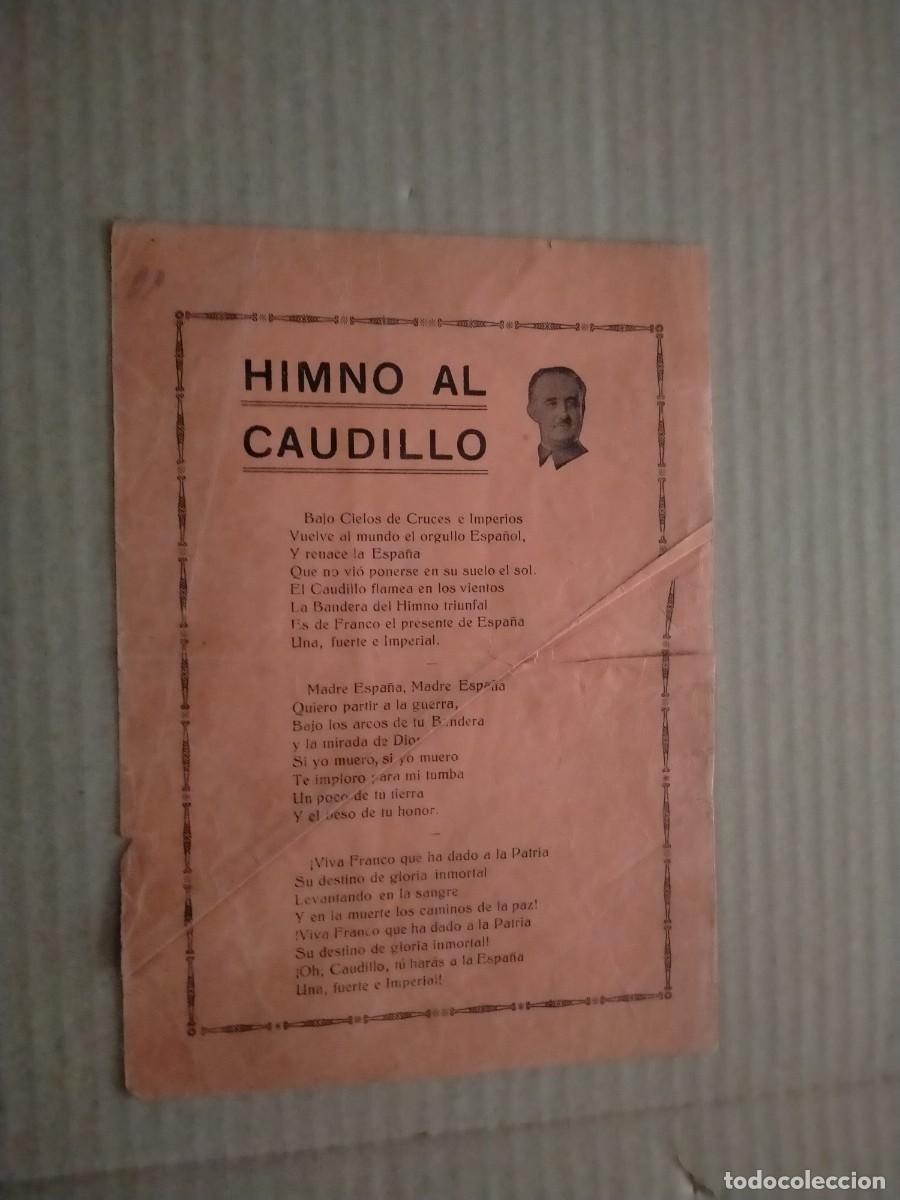 HIMNO AL
CAUDILLO
Bajo Cielos de Cruces e Imperios
Vuelve al mundo el orgullo Español,
Y renace la España
Que no vió ponerse en su suelo el sol.
El Caudillo flamea en los vientos
La Bandera del Himno triunfal
Es de Franco el presente de España
Una, fuerte e Imperial.
Madre España, Madre España
Quiero partir a la guerra,
Bajo los arcos de tu Bandera
y la mirada de Dios
Si yo muero, si yo muero
Te imploro para mi tumba
Un poco de tu tierra
Y el beso de tu honor.
¡Viva Franco que ha dado a la Patria
Su destino de gloria inmortal
Levantando en la sangre
Y en la muerte los caminos de la paz!
!Viva Franco que ha dado a la Patria
Su destino de gloria inmortal!
¡Oh, Caudillo, tú harás a la España
Una, fuerte e Imperial!
todocoleccion